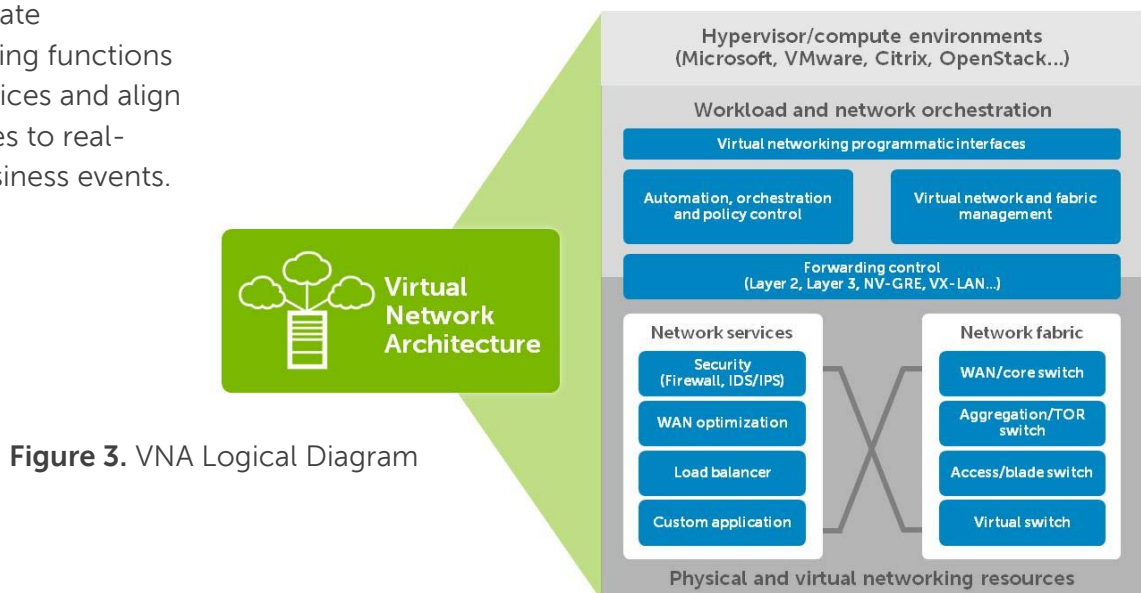 ate
ing functions
ices and align
es to real-
siness events.
Hypervisor/compute environments
(Microsoft, VMware, Citrix, OpenStack...)
Workload and network orchestration
Virtual networking programmatic interfaces
Automation, orchestration
and policy control
Virtual network and fabric
management
Forwarding control
(Layer 2, Layer 3, NV-GRE, VX-LAN...)
Virtual
Network
Architecture
Network services
Security
(Firewall, IDS/IPS)
WAN optimization
Load balancer
Custom application
Network fabric
WAN/core switch
Aggregation/TOR
switch
Access/blade switch
Virtual switch
Physical and virtual networking resources
Figure 3. VNA Logical Diagram